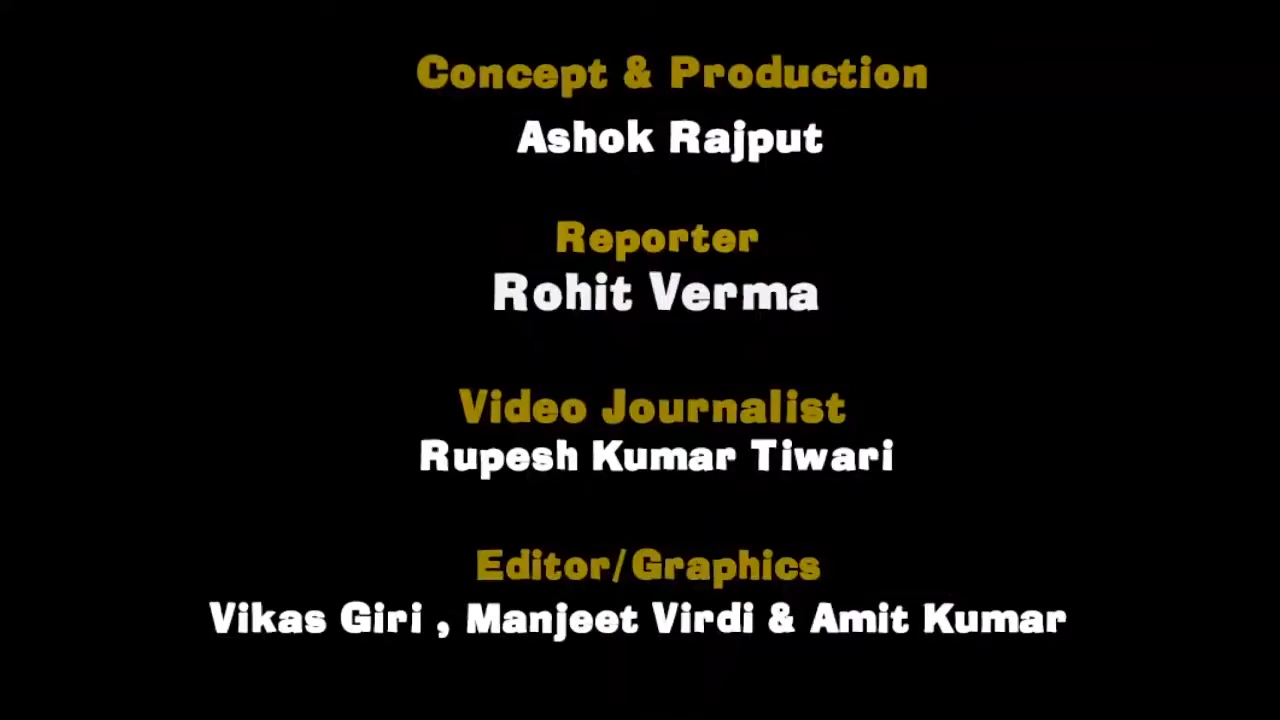 Concept & Production
Ashok Rajput
Reporter
Rohit Verma
Video Journalist
Rupesh Kumar Tiwari
Editor/Graphics
Vikas Giri , Manjeet Virdi & Amit Kumar